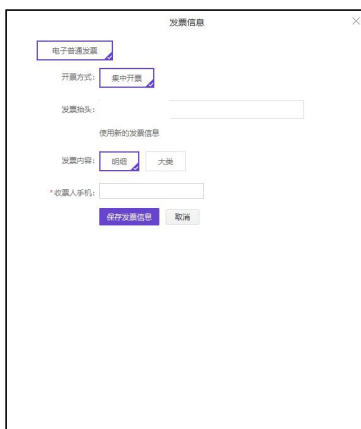 发票信息
电子普通发票
开票方式: 集中开票
发票抬头:
使用新的发票信息
发票内容: 明细 大类
*收票人手机:
保存发票信息 取消